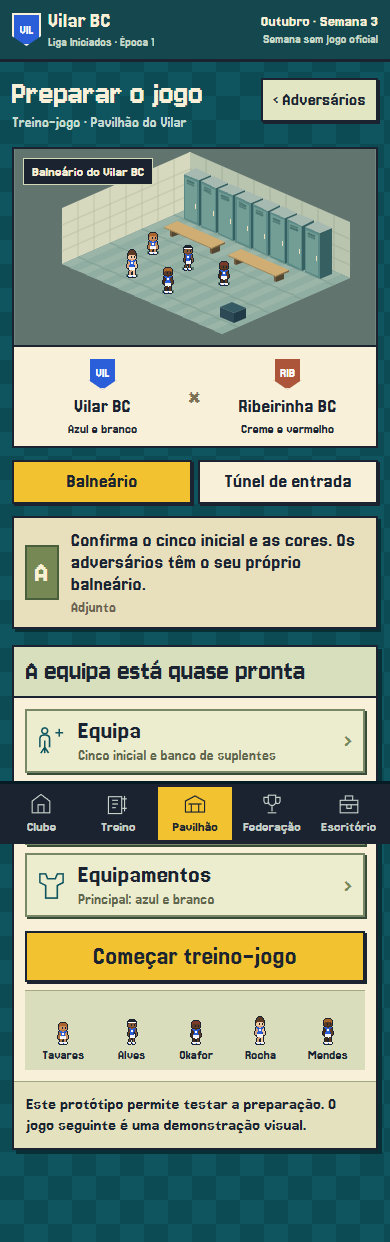 VIL
Vilar BC
Liga Iniciados · Época 1
Outubro · Semana 3
Semana sem jogo oficial
Preparar o jogo
Treino-jogo · Pavilhão do Vilar
‹ Adversários
Balneário do Vilar BC
VIL
Vilar BC
Azul e branco
×
RIB
Ribeirinha BC
Creme e vermelho
Balneário
Túnel de entrada
A
Confirma o cinco inicial e as cores. Os
adversários têm o seu próprio
balneário.
Adjunto
A equipa está quase pronta
Equipa
Cinco inicial e banco de suplentes
Clube
Treino
Pavilhão
Federação
Escritório
Equipamentos
Principal: azul e branco
Começar treino-jogo
Tavares
Alves
Okafor
Rocha
Mendes
Este protótipo permite testar a preparação. O
jogo seguinte é uma demonstração visual.